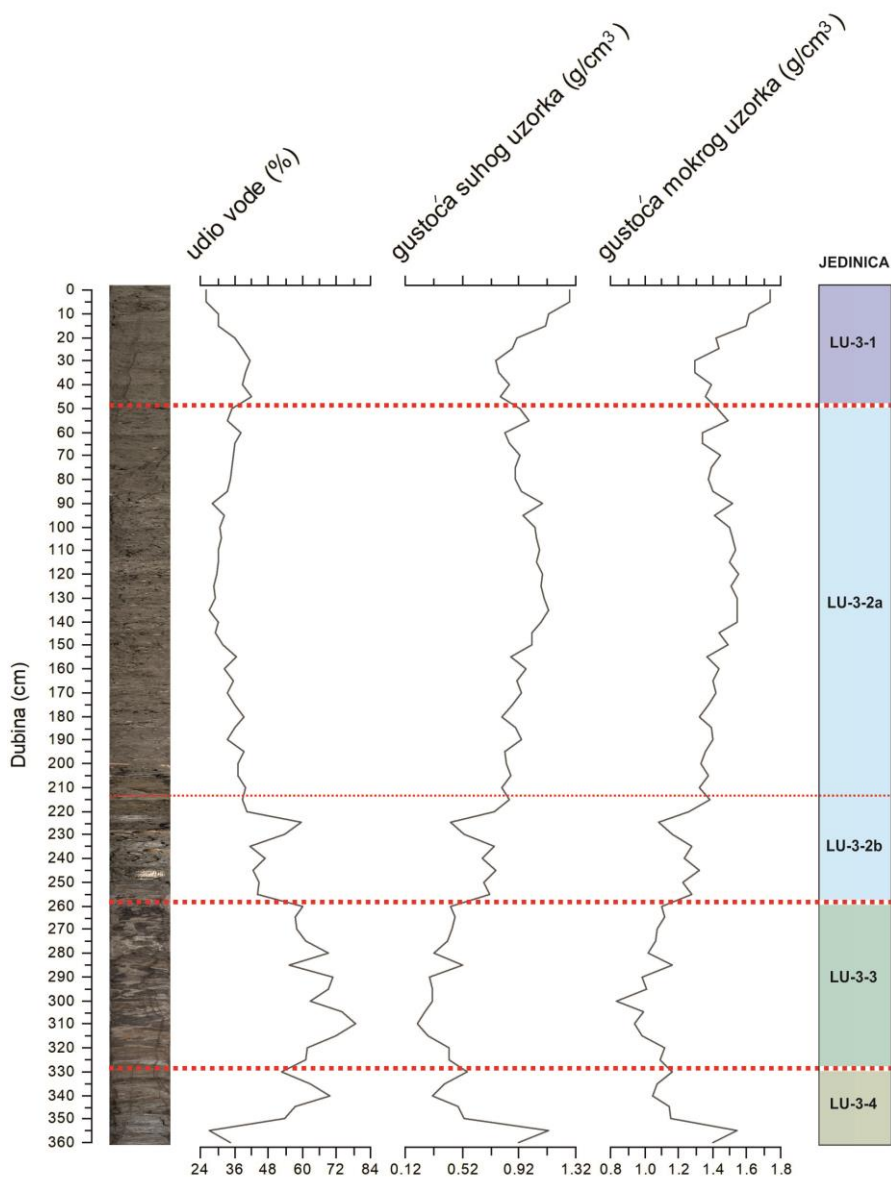 udio vode (%)
gustoća suhog uzorka (g/cm³)
gustoća mokrog uzorka (g/cm³)
JEDINICA
Dubina (cm)
0
10
20
30
40
50
60
70
80
90
100
110
120
130
140
150
160
170
180
190
200
210
220
230
240
250
260
270
280
290
300
310
320
330
340
350
360
LU-3-1
LU-3-2a
LU-3-2b
LU-3-3
LU-3-4
24 36 48 60 72 84
0.12 0.52 0.92 1.32
0.8 1.0 1.2 1.4 1.6 1.8